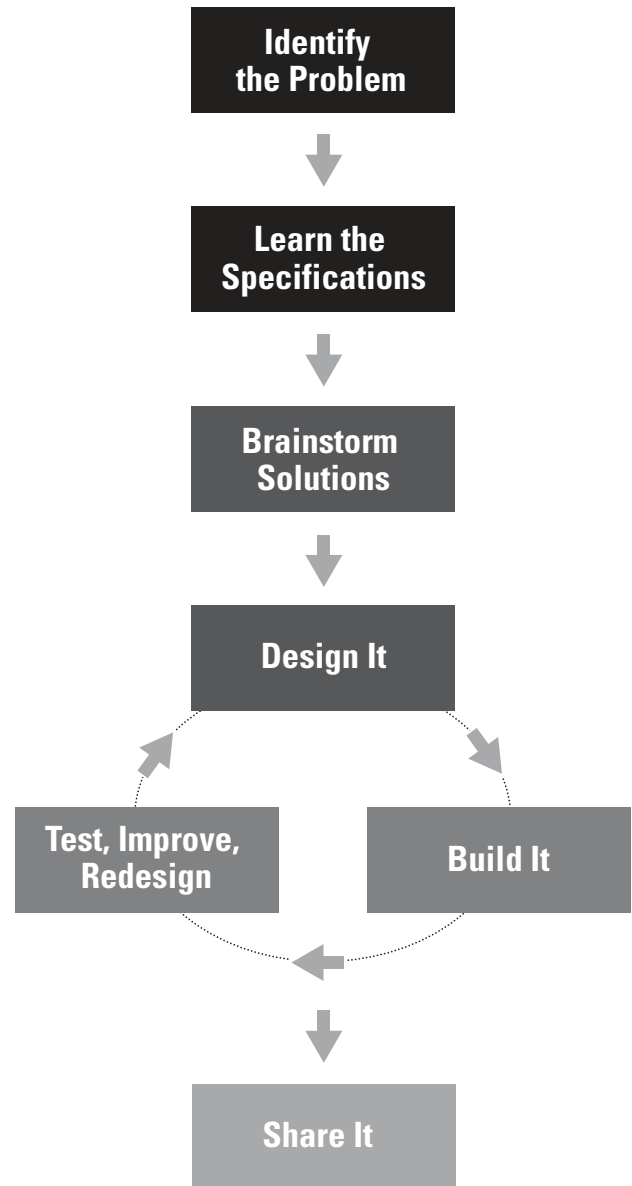 Identify
the Problem
Learn the
Specifications
Brainstorm
Solutions
Design It
Test, Improve,
Redesign
Build It
Share It